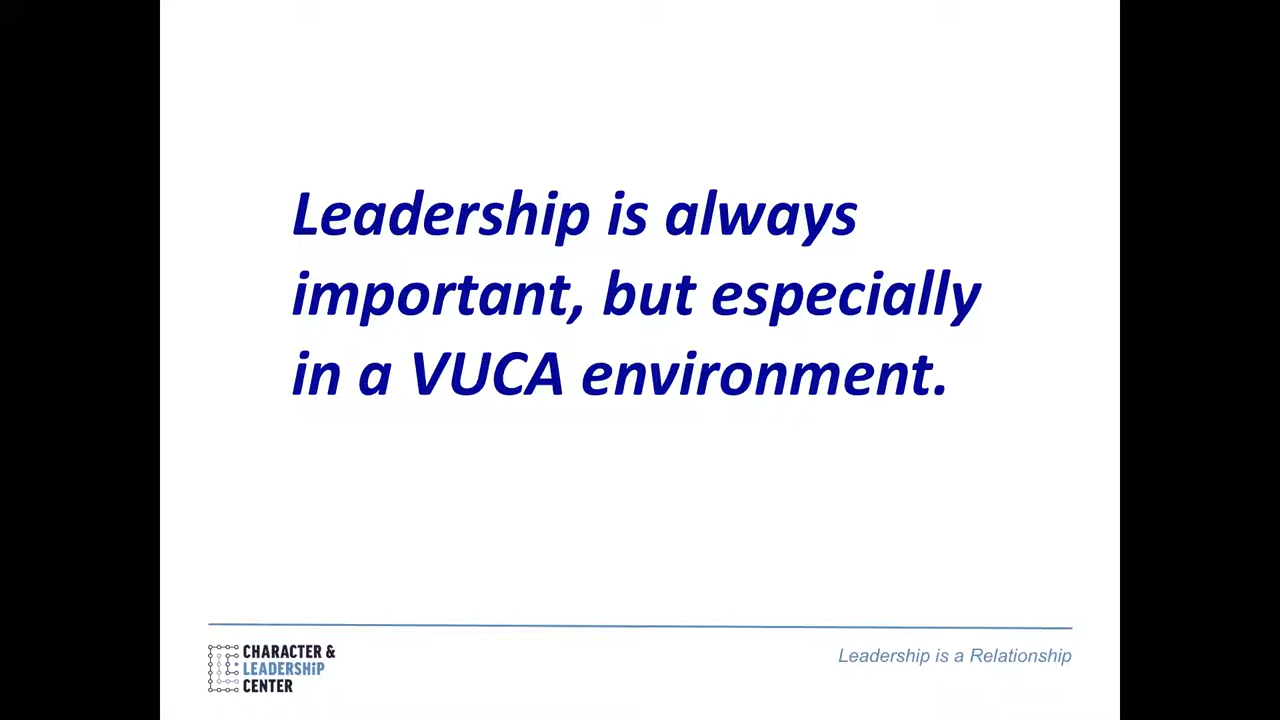 Leadership is always
important, but especially
in a VUCA environment.
CHARACTER &
LEADERSHiP
CENTER
Leadership is a Relationship